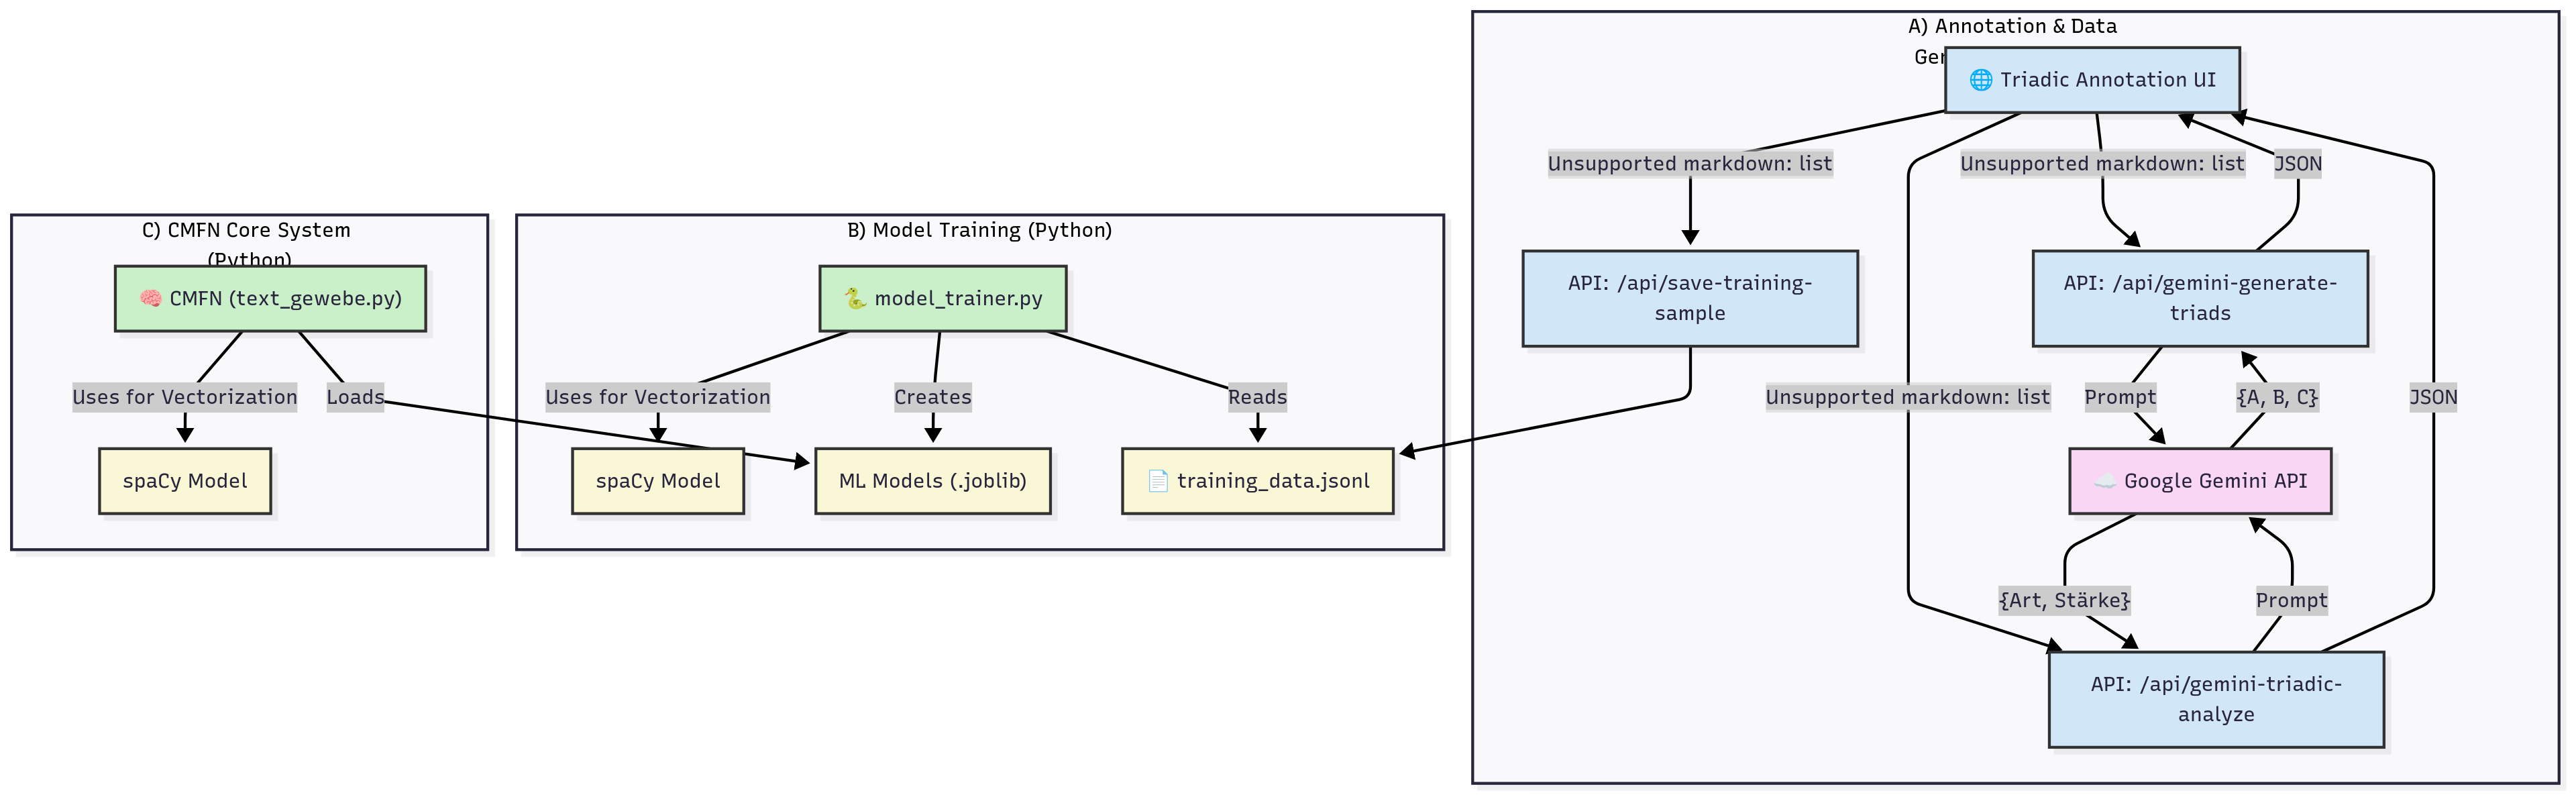 A) Annotation & Data
Ger
🌐 Triadic Annotation UI
Unsupported markdown: list
Unsupported markdown: list
JSON
C) CMFN Core System
(Python)
🧠 CMFN (text_gewebe.py)
B) Model Training (Python)
🐍 model_trainer.py
API: /api/save-training-
sample
API: /api/gemini-generate-
triads
Uses for Vectorization
Loads
Uses for Vectorization
Creates
Reads
Unsupported markdown: list
Prompt
{A, B, C}
JSON
spaCy Model
spaCy Model
ML Models (.joblib)
📄 training_data.jsonl
☁️ Google Gemini API
{Art, Stärke}
Prompt
API: /api/gemini-triadic-
analyze